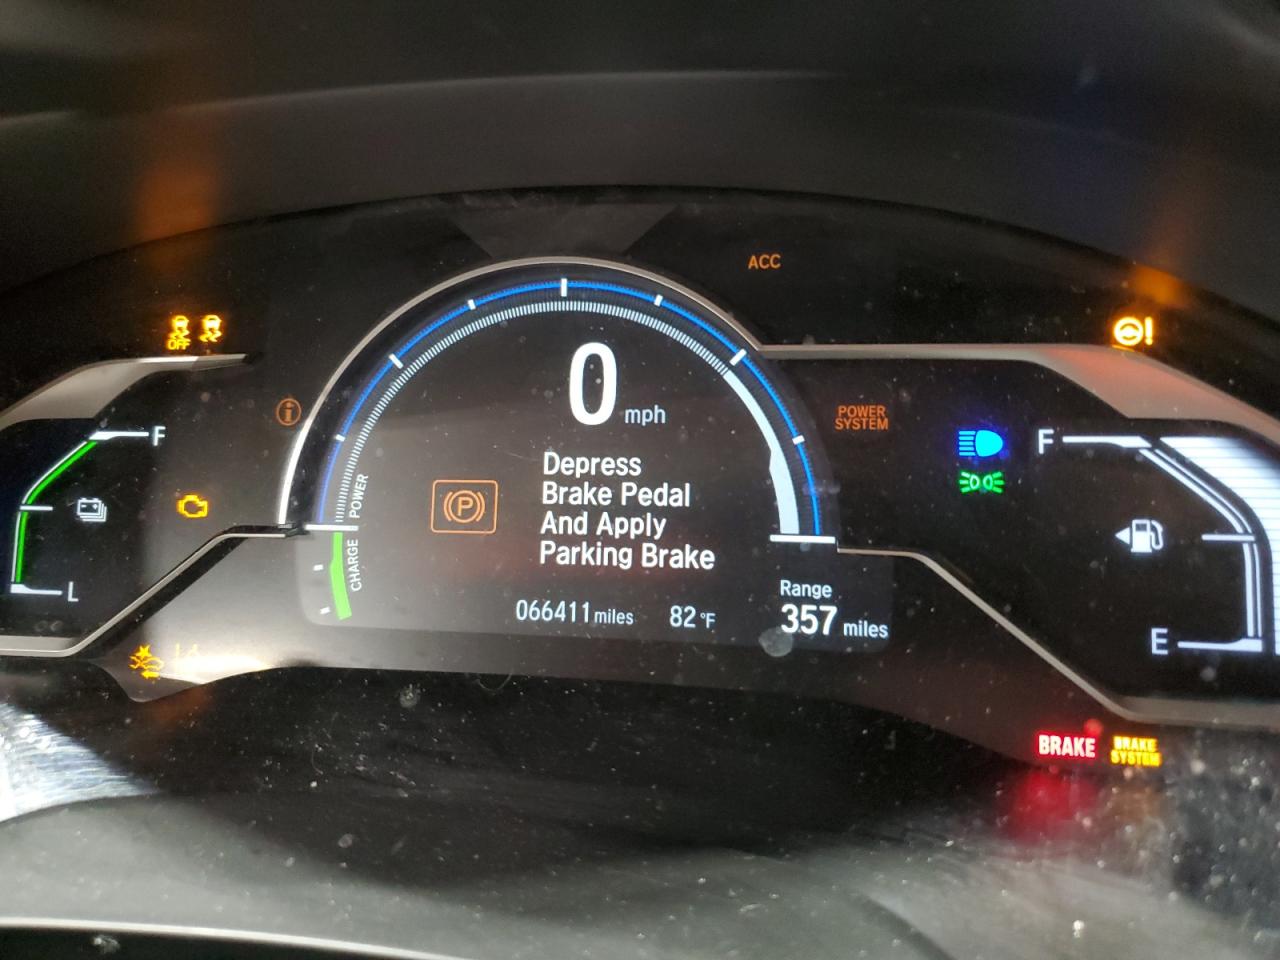 ACC
OFF
POWER
SYSTEM
0 mph
F
L
POWER
CHARGE
Depress
Brake Pedal
And Apply
Parking Brake
P
066411 miles 82 °F
Range
357 miles
F
E
BRAKE
BRAKE
SYSTEM